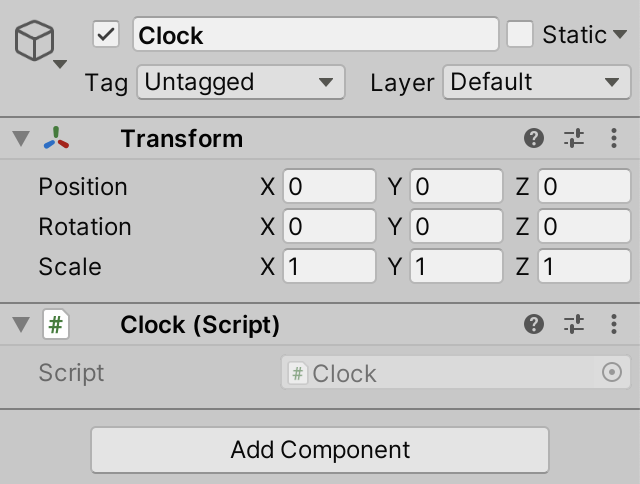 Clock Static
Tag Untagged Layer Default
Transform
Position X 0 Y 0 Z 0
Rotation X 0 Y 0 Z 0
Scale X 1 Y 1 Z 1
# Clock (Script)
Script # Clock
Add Component